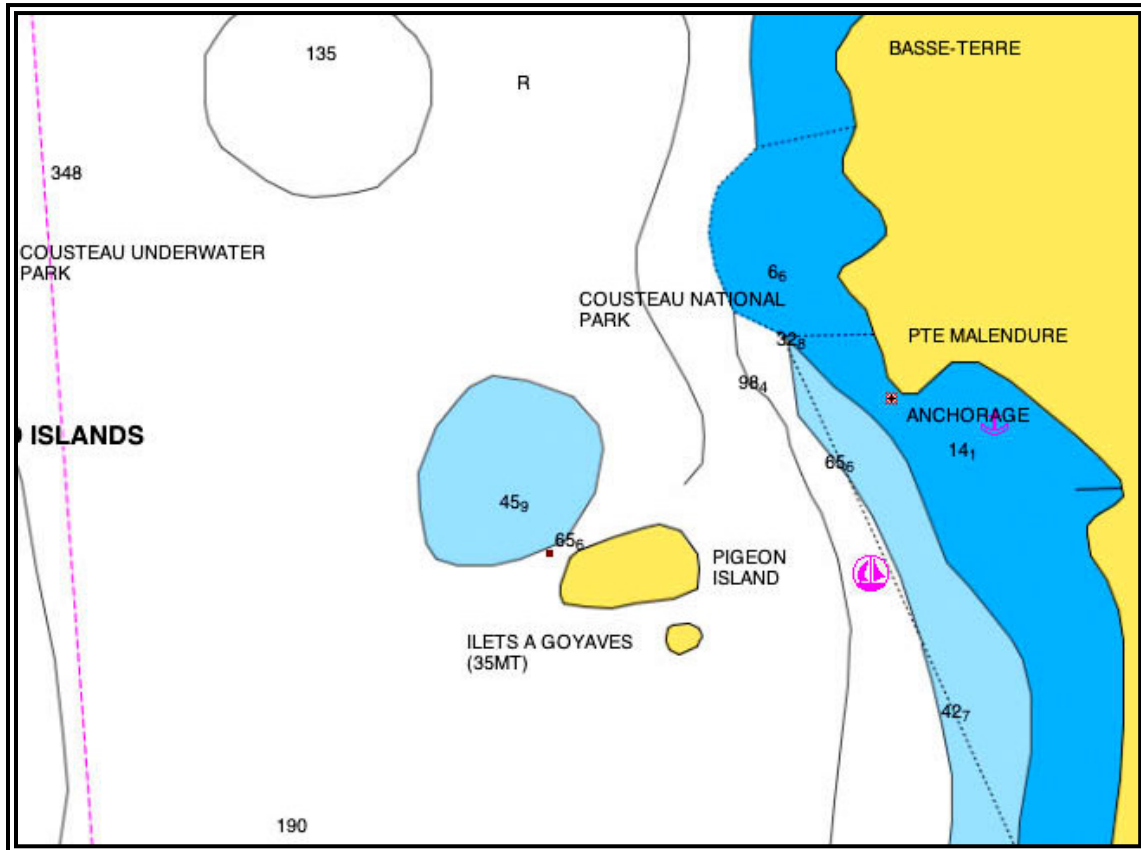 BASSE-TERRE
135
R
348
COUSTEAU UNDERWATER
PARK
6₆
COUSTEAU NATIONAL
PARK
PTE MALENDURE
32₈
98₄
ANCHORAGE
ISLANDS
14₁
65₆
45₉
65₆
PIGEON
ISLAND
ILETS A GOYAVES
(35MT)
42₇
190